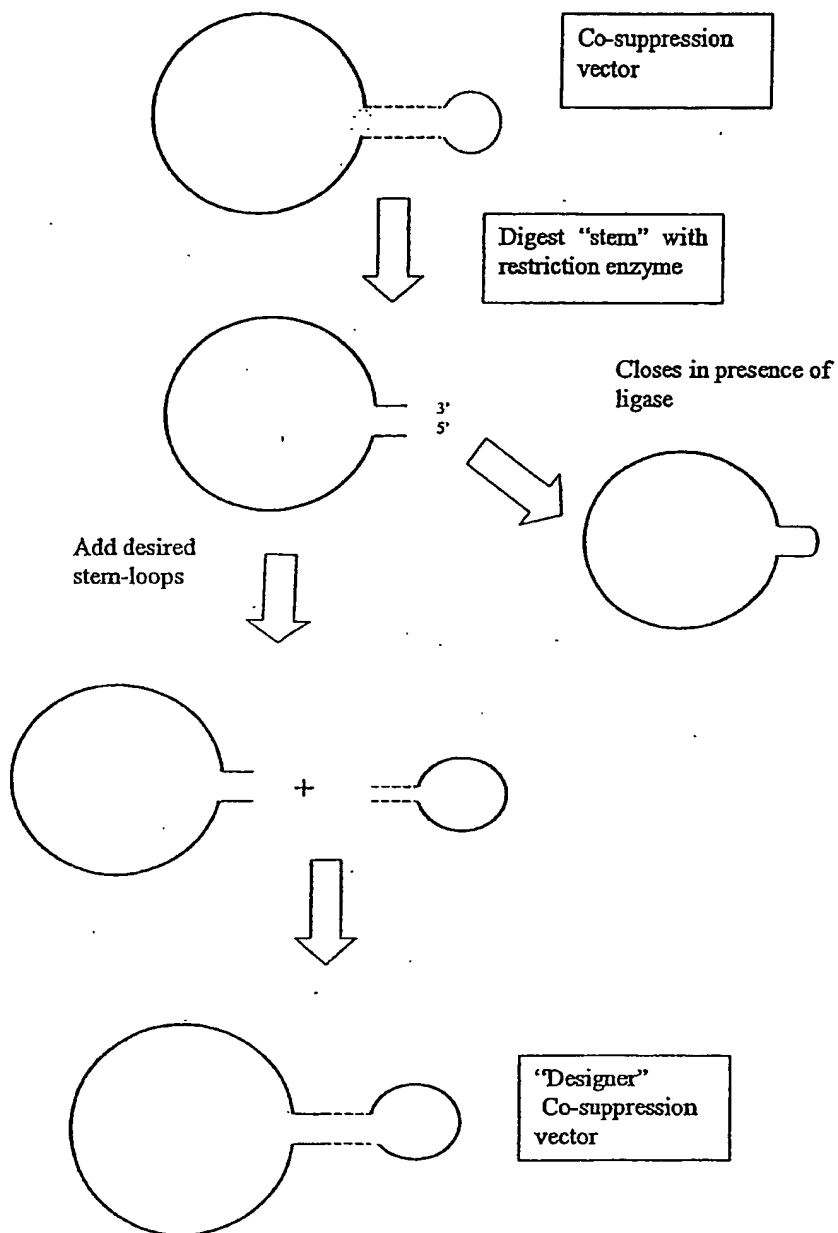 Co-suppression
vector
Digest "stem" with
restriction enzyme
Closes in presence of
ligase
3'
5'
Add desired
stem-loops
+
"Designer"
Co-suppression
vector